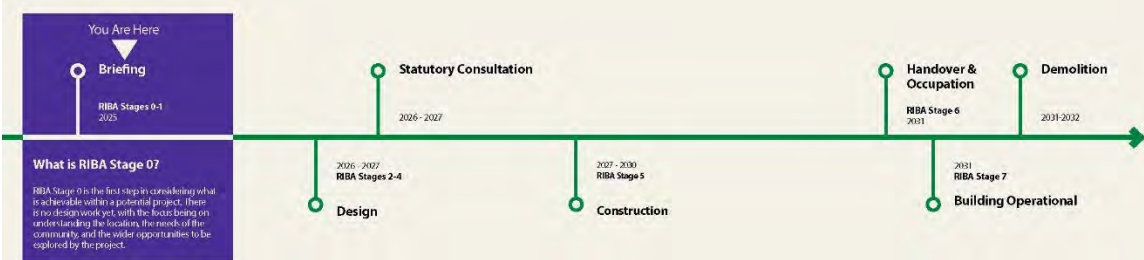 You Are Here
Briefing
RIBA Stages 0-1
2025
What is RIBA Stage 0?
RIBA Stage 0 is the first step in considering what
is achievable within a potential project. There
is no design work yet, with the focus being on
understanding the location, the needs of the
community, and the wider opportunities to be
explored by the project.
2026 - 2027
RIBA Stages 2-4
Design
Statutory Consultation
2026 - 2027
2027 - 2030
RIBA Stage 5
Construction
Handover &
Occupation
RIBA Stage 6
2031
2031
RIBA Stage 7
Building Operational
Demolition
2031-2032